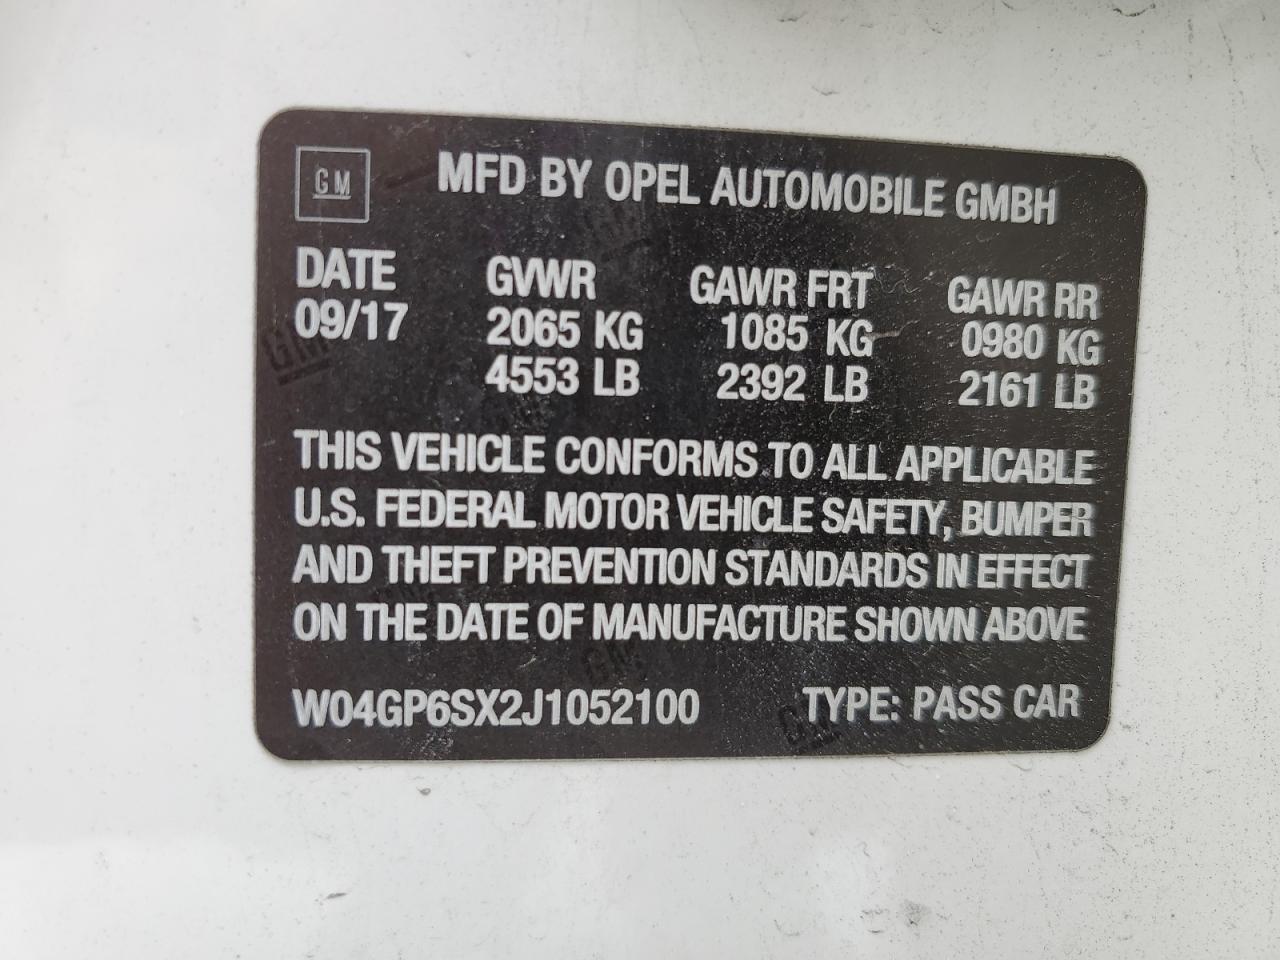 GM
MFD BY OPEL AUTOMOBILE GMBH
DATE GVWR GAWR FRT GAWR RR
09/17 2065 KG 1085 KG 0980 KG
4553 LB 2392 LB 2161 LB
THIS VEHICLE CONFORMS TO ALL APPLICABLE
U.S. FEDERAL MOTOR VEHICLE SAFETY, BUMPER
AND THEFT PREVENTION STANDARDS IN EFFECT
ON THE DATE OF MANUFACTURE SHOWN ABOVE
W04GP6SX2J1052100 TYPE: PASS CAR